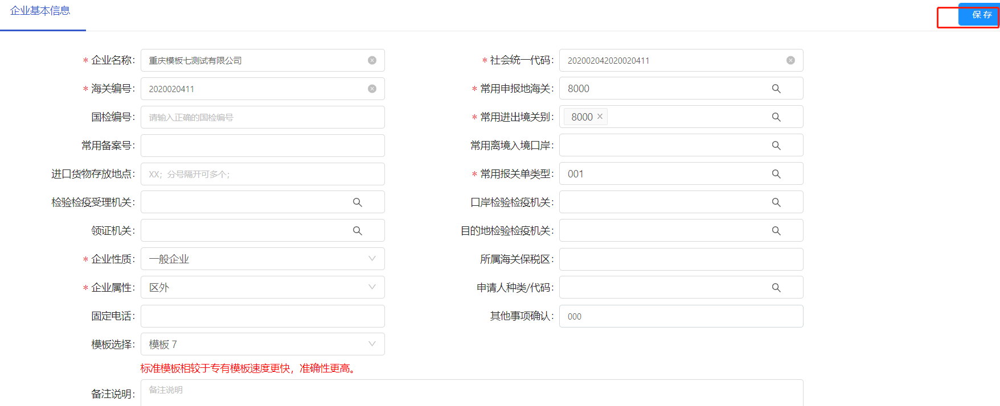 企业基本信息
保 存
* 企业名称: 重庆模板七测试有限公司
* 社会统一代码: 202002042020020411
* 海关编号: 2020020411
* 常用申报地海关: 8000
国检编号: 请输入正确的国检编号
* 常用进出境关别: 8000 ×
常用备案号:
常用离境入境口岸:
进口货物存放地点: XX；分号隔开可多个；
* 常用报关单类型: 001
检验检疫受理机关:
口岸检验检疫机关:
领证机关:
目的地检验检疫机关:
* 企业性质: 一般企业
所属海关保税区:
* 企业属性: 区外
申请人种类/代码:
固定电话:
其他事项确认: 000
模板选择: 模板 7
标准模板相较于专有模板速度更快，准确性更高。
备注说明: 备注说明